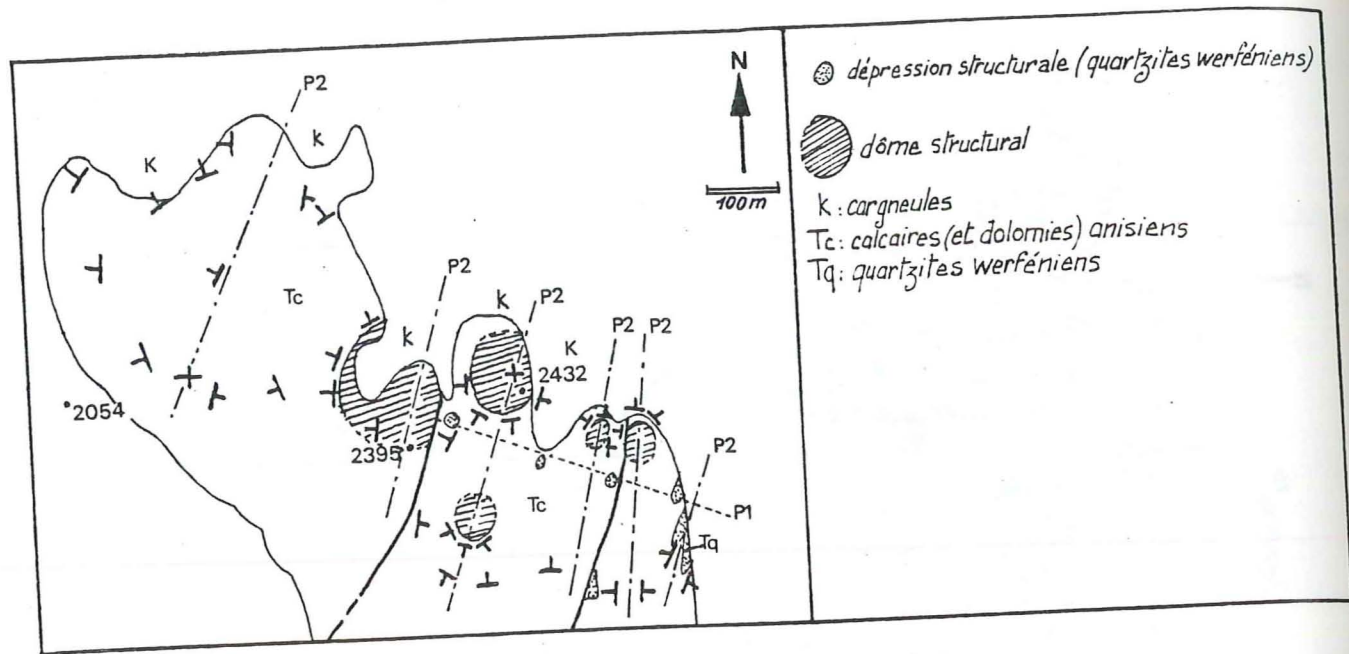 P2
N
K
k
100m
P2
Tc
k
k
P2
K
P2
P2
2432
2054
2395
P2
Tc
P1
Tq
dépression structurale (quartzites werféniens)
dôme structural
K : cargneules
Tc : calcaires (et dolomies) anisiens
Tq : quartzites werféniens